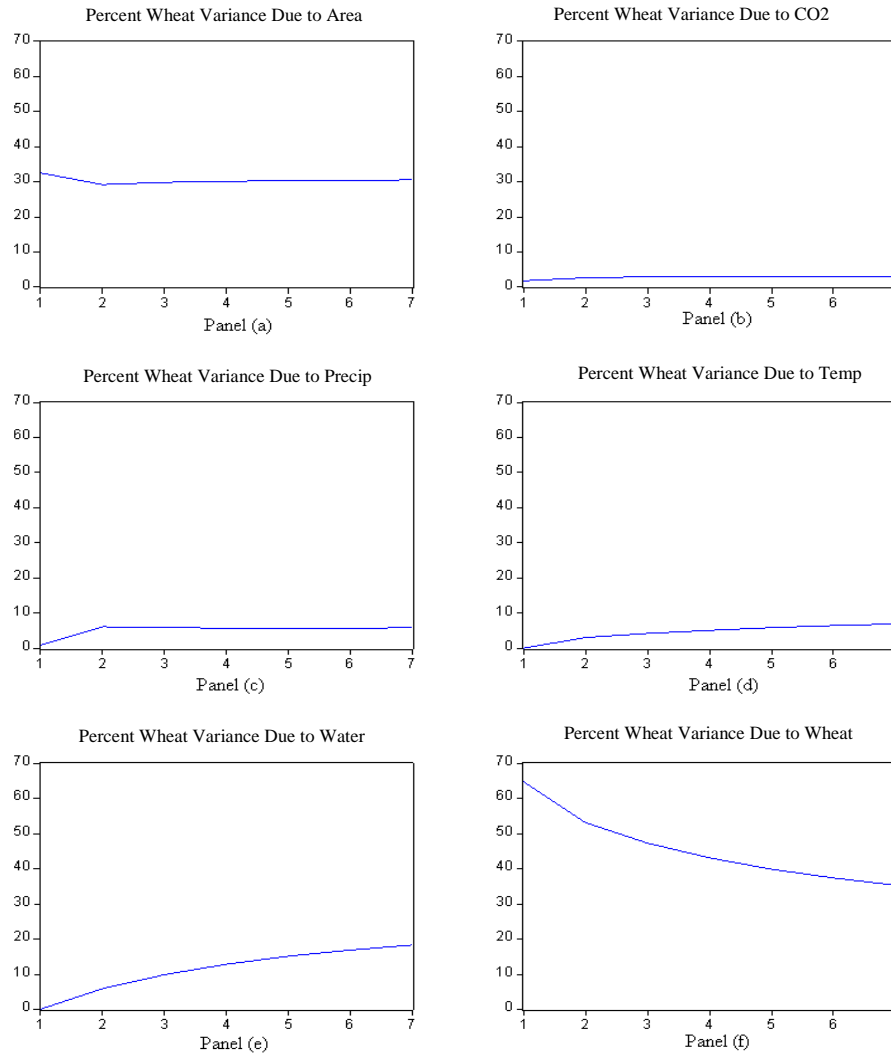 Percent Wheat Variance Due to Area
70
60
50
40
30
20
10
0
1 2 3 4 5 6 7
Panel (a)
Percent Wheat Variance Due to CO2
70
60
50
40
30
20
10
0
1 2 3 4 5 6
Panel (b)
Percent Wheat Variance Due to Precip
70
60
50
40
30
20
10
0
1 2 3 4 5 6 7
Panel (c)
Percent Wheat Variance Due to Temp
70
60
50
40
30
20
10
0
1 2 3 4 5 6
Panel (d)
Percent Wheat Variance Due to Water
70
60
50
40
30
20
10
0
1 2 3 4 5 6 7
Panel (e)
Percent Wheat Variance Due to Wheat
70
60
50
40
30
20
10
0
1 2 3 4 5 6
Panel (f)